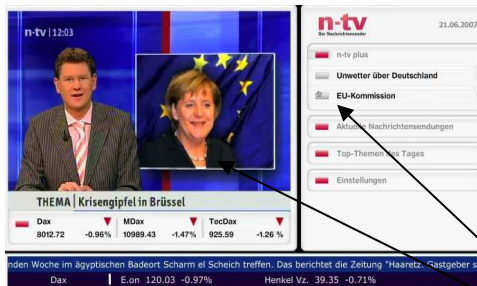 n-tv | 12:03
THEMA | Krisengipfel in Brüssel
Dax MDax TecDax
8012.72 -0.96% 10989.43 -1.47% 925.59 -1.26 %
n-tv
Der Nachrichtensender
21.06.2007
n-tv plus
Unwetter über Deutschland
EU-Kommission
Aktuelle Nachrichtensendungen
Top-Themen des Tages
Einstellungen
nden Woche im ägyptischen Badeort Scharm el Scheich treffen. Das berichtet die Zeitung "Haaretz. Gastgeber s
Dax E.on 120.03 -0.97% Henkel Vz. 39.35 -0.71%